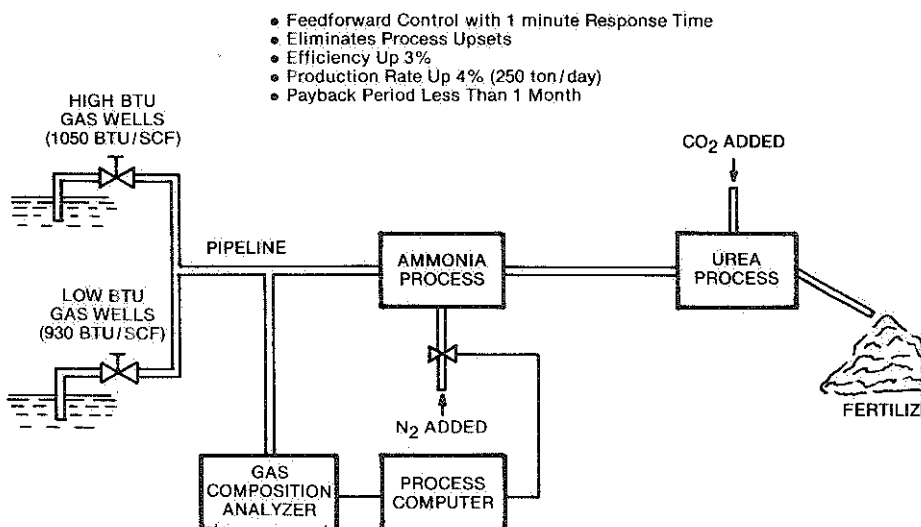 • Feedforward Control with 1 minute Response Time
• Eliminates Process Upsets
• Efficiency Up 3%
• Production Rate Up 4% (250 ton/day)
• Payback Period Less Than 1 Month
HIGH BTU
GAS WELLS
(1050 BTU/SCF)
CO₂ ADDED
PIPELINE
AMMONIA
PROCESS
UREA
PROCESS
LOW BTU
GAS WELLS
(930 BTU/SCF)
N₂ ADDED
FERTILIZ
GAS
COMPOSITION
ANALYZER
PROCESS
COMPUTER